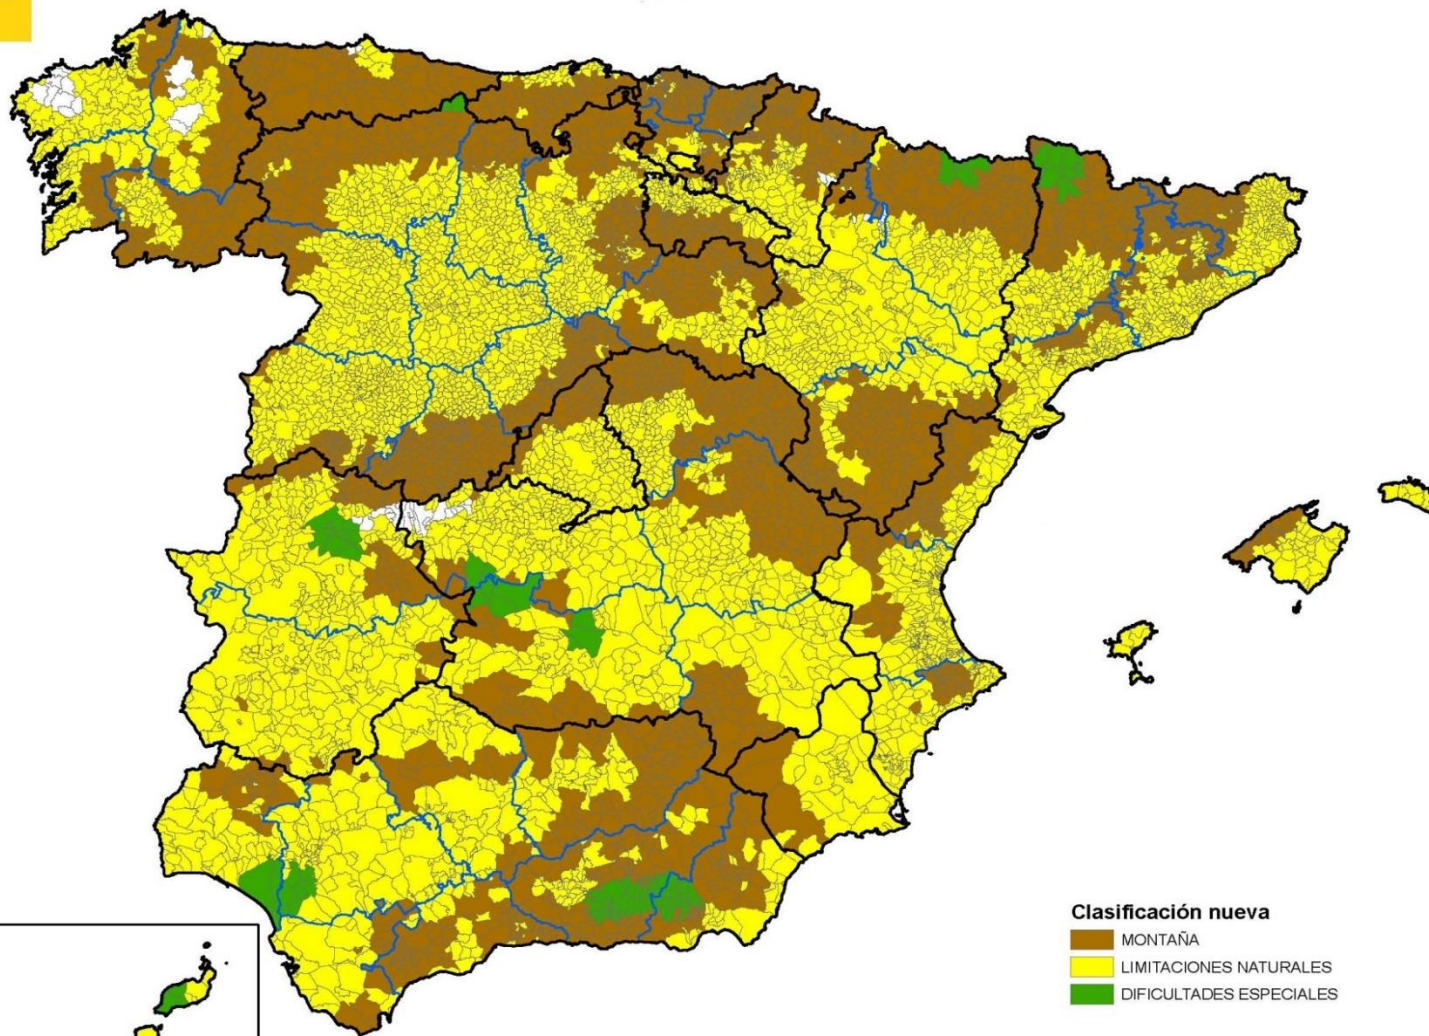 Clasificación nueva
MONTAÑA
LIMITACIONES NATURALES
DIFICULTADES ESPECIALES